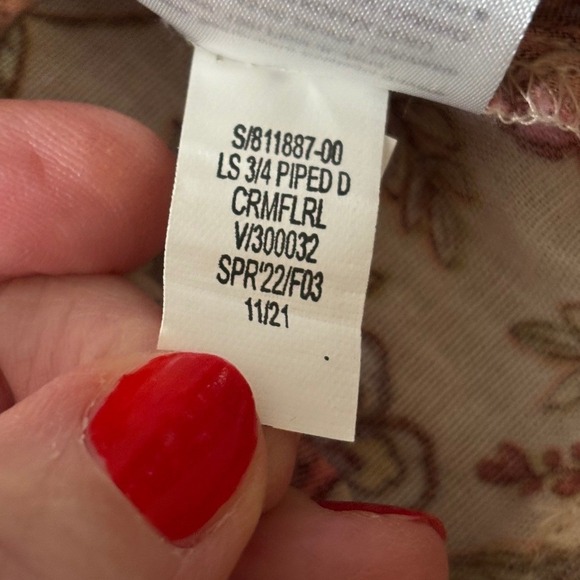 S/811887-00
LS 3/4 PIPED D
CRMFLRL
V/300032
SPR'22/F03
11/21